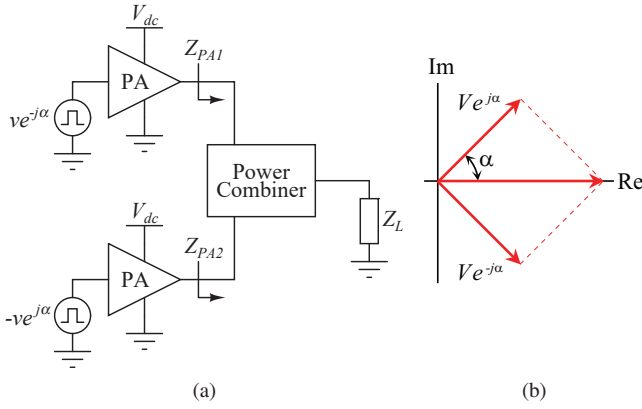 V_dc
Z_PA1
PA
ve^-jα
Power
Combiner
Z_L
V_dc
Z_PA2
PA
-ve^jα
(a)
Im
Ve^jα
α
Re
Ve^-jα
(b)